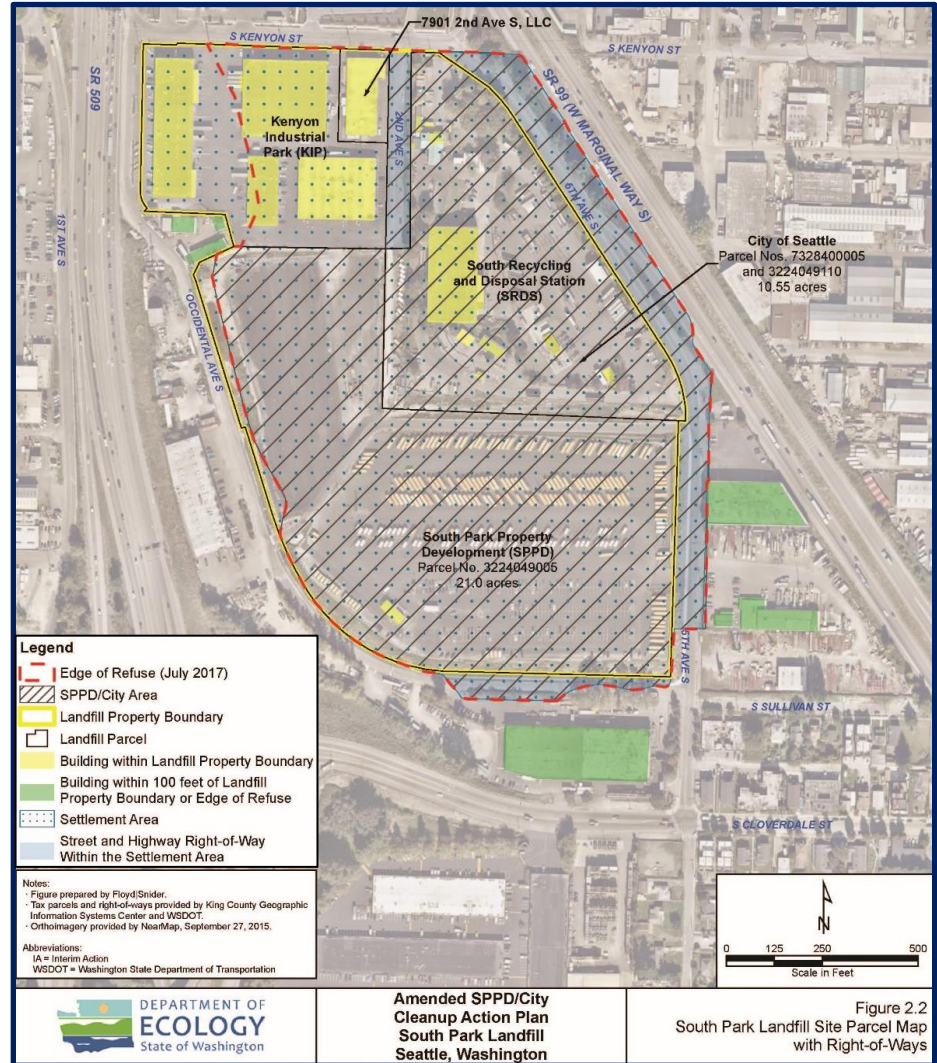 7901 2nd Ave S, LLC
S KENYON ST
S KENYON ST
SR 509
SR-99 (W MARGINAL WAY S)
Kenyon
Industrial
Park (KIP)
2ND AVE S
6TH AVE S
1ST AVE S
City of Seattle
Parcel Nos. 7328400005
and 3224049110
10.55 acres
South Recycling
and Disposal Station
(SRDS)
OCCIDENTAL AVE S
South Park Property
Development (SPPD)
Parcel No. 3224049005
21.0 acres
5TH AVE S
S SULLIVAN ST
S CLOVERDALE ST
Legend
Edge of Refuse (July 2017)
SPPD/City Area
Landfill Property Boundary
Landfill Parcel
Building within Landfill Property Boundary
Building within 100 feet of Landfill
Property Boundary or Edge of Refuse
Settlement Area
Street and Highway Right-of-Way
Within the Settlement Area
Notes:
· Figure prepared by Floyd|Snider.
· Tax parcels and right-of-ways provided by King County Geographic
Information Systems Center and WSDOT.
· Orthoimagery provided by NearMap, September 27, 2015.
Abbreviations:
IA = Interim Action
WSDOT = Washington State Department of Transportation
N
0 125 250 500
Scale in Feet
DEPARTMENT OF
ECOLOGY
State of Washington
Amended SPPD/City
Cleanup Action Plan
South Park Landfill
Seattle, Washington
Figure 2.2
South Park Landfill Site Parcel Map
with Right-of-Ways